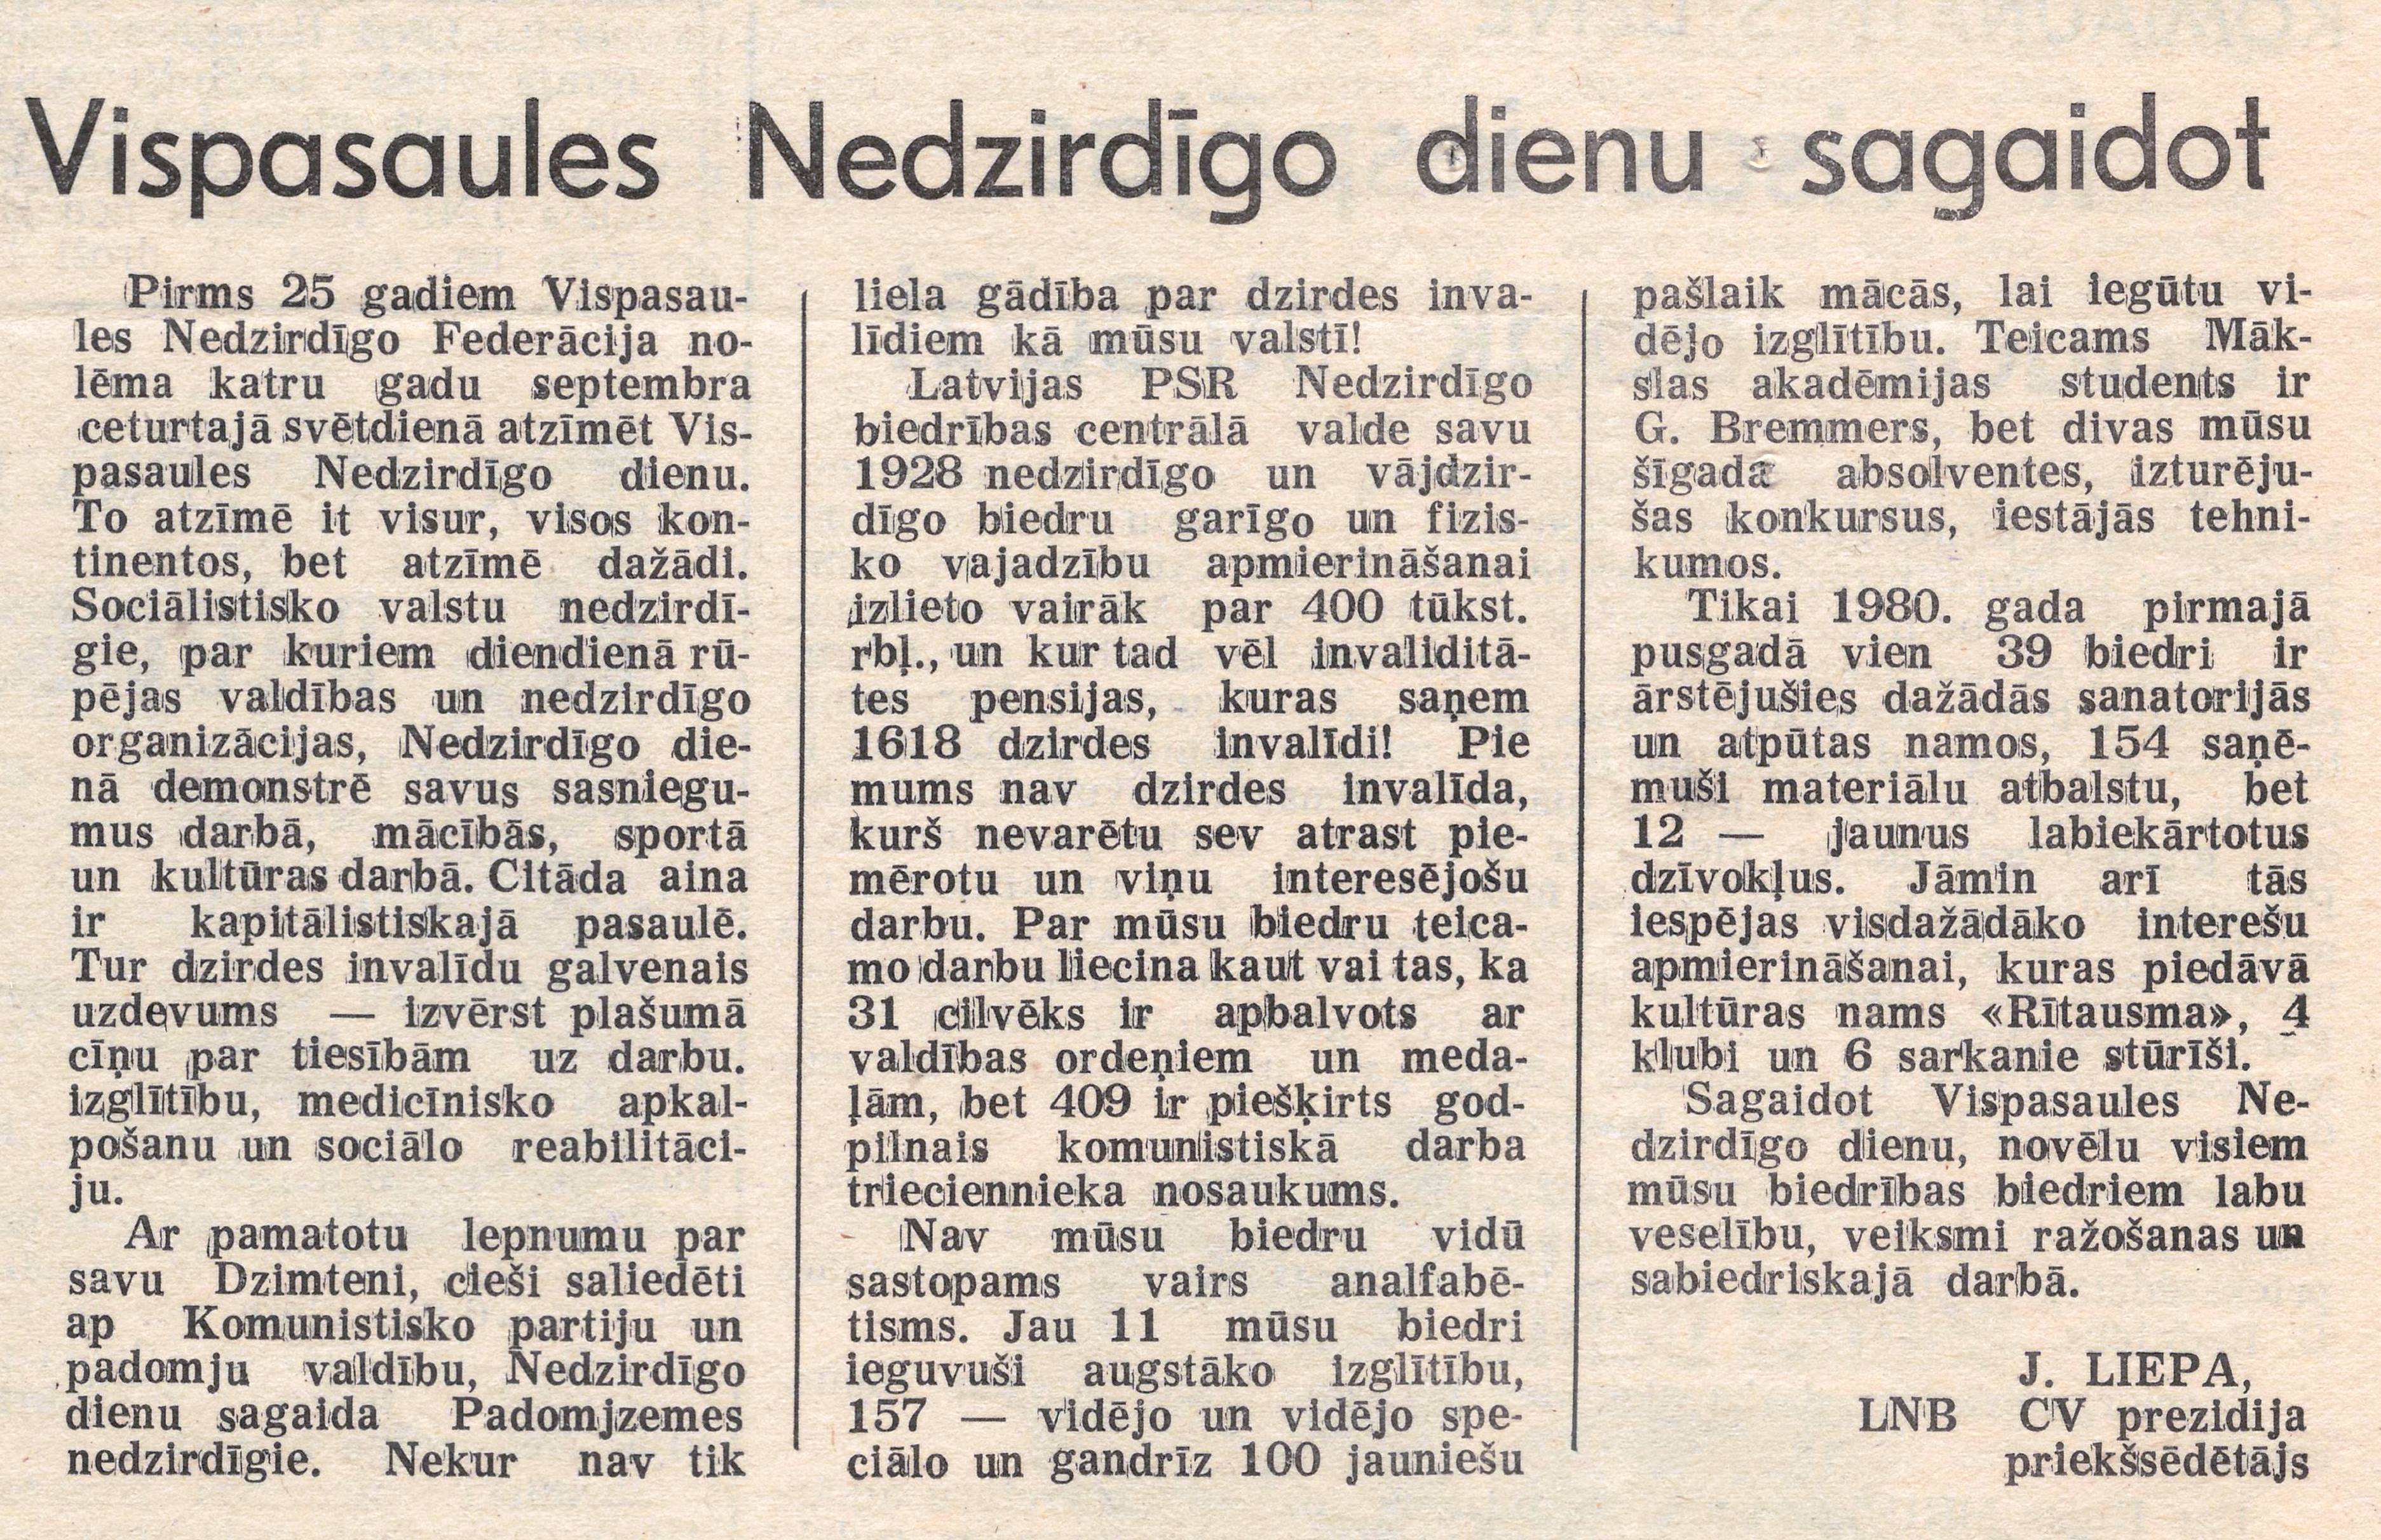 Vispasaules Nedzirdīgo dienu sagaidot
Pirms 25 gadiem Vispasau-
les Nedzirdīgo Federācija no-
lēma katru gadu septembra
ceturtajā svētdienā atzīmēt Vis-
pasaules Nedzirdīgo dienu.
To atzīmē it visur, visos kon-
tinentos, bet atzīmē dažādi.
Sociālistisko valstu nedzirdī-
gie, par kuriem diendienā rū-
pējas valdības un nedzirdīgo
organizācijas, Nedzirdīgo die-
nā demonstrē savus sasniegu-
mus darbā, mācībās, sportā
un kultūras darbā. Citāda aina
ir kapitālistiskajā pasaulē.
Tur dzirdes invalīdu galvenais
uzdevums — izvērst plašumā
cīņu par tiesībām uz darbu.
izglītību, medicīnisko apkal-
pošanu un sociālo reabilitāci-
ju.
Ar pamatotu lepnumu par
savu Dzimteni, cieši saliedēti
ap Komunistisko partiju un
padomju valdību, Nedzirdīgo
dienu sagaida Padomjzemes
nedzirdīgie. Nekur nav tik
liela gādība par dzirdes inva-
līdiem kā mūsu valstī!
Latvijas PSR Nedzirdīgo
biedrības centrālā valde savu
1928 nedzirdīgo un vājdzir-
dīgo biedru garīgo un fizis-
ko vajadzību apmierināšanai
izlieto vairāk par 400 tūkst.
rbļ., un kur tad vēl invaliditā-
tes pensijas, kuras saņem
1618 dzirdes invalīdi! Pie
mums nav dzirdes invalīda,
kurš nevarētu sev atrast pie-
mērotu un viņu interesējošu
darbu. Par mūsu biedru teica-
mo darbu liecina kaut vai tas, ka
31 cilvēks ir apbalvots ar
valdības ordeņiem un meda-
ļām, bet 409 ir piešķirts god-
pilnais komunistiskā darba
trieciennieka nosaukums.
Nav mūsu biedru vidū
sastopams vairs analfabē-
tisms. Jau 11 mūsu biedri
ieguvuši augstāko izglītību,
157 — vidējo un vidējo spe-
ciālo un gandrīz 100 jauniešu
pašlaik mācās, lai iegūtu vi-
dējo izglītību. Teicams Māk-
slas akadēmijas students ir
G. Bremmers, bet divas mūsu
šīgada absolventes, izturēju-
šas konkursus, iestājās tehni-
kumos.
Tikai 1980. gada pirmajā
pusgadā vien 39 biedri ir
ārstējušies dažādās sanatorijās
un atpūtas namos, 154 saņē-
muši materiālu atbalstu, bet
12 — jaunus labiekārtotus
dzīvokļus. Jāmin arī tās
iespējas visdažādāko interešu
apmierināšanai, kuras piedāvā
kultūras nams «Rītausma», 4
klubi un 6 sarkanie stūrīši.
Sagaidot Vispasaules Ne-
dzirdīgo dienu, novēlu visiem
mūsu biedrības biedriem labu
veselību, veiksmi ražošanas un
sabiedriskajā darbā.
J. LIEPA,
LNB CV prezidija
priekšsēdētājs